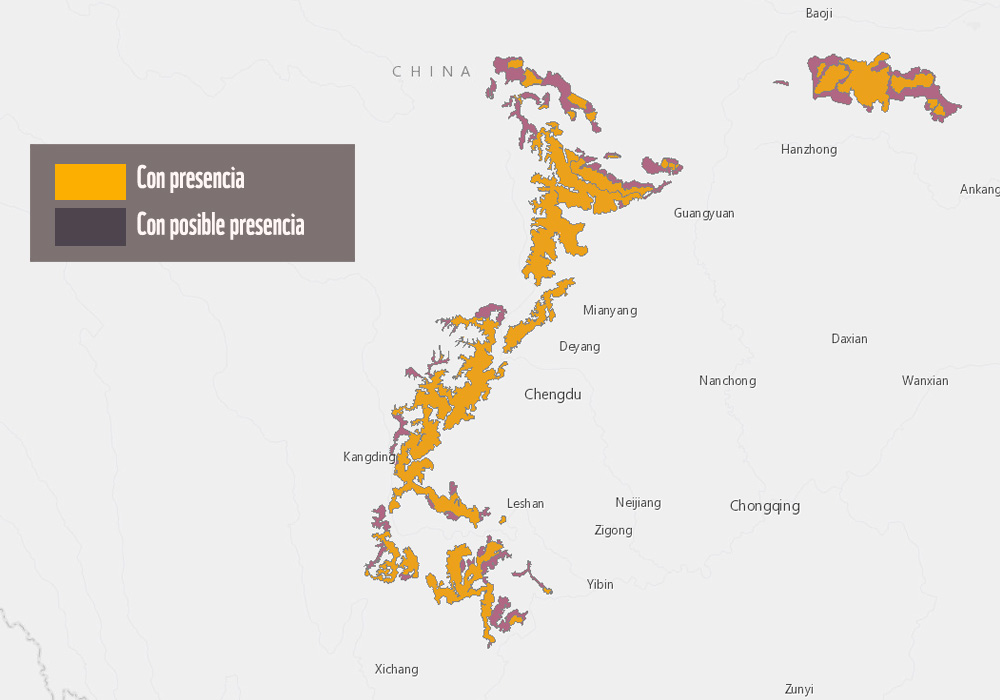 Baoji
CHINA
Hanzhong
Con presencia
Ankang
Guangyuan
Con posible presencia
Mianyang
Daxian
Deyang
Nanchong
Wanxian
Chengdu
Kangding
Leshan
Neijiang
Chongqing
Zigong
Yibin
Xichang
Zunyi